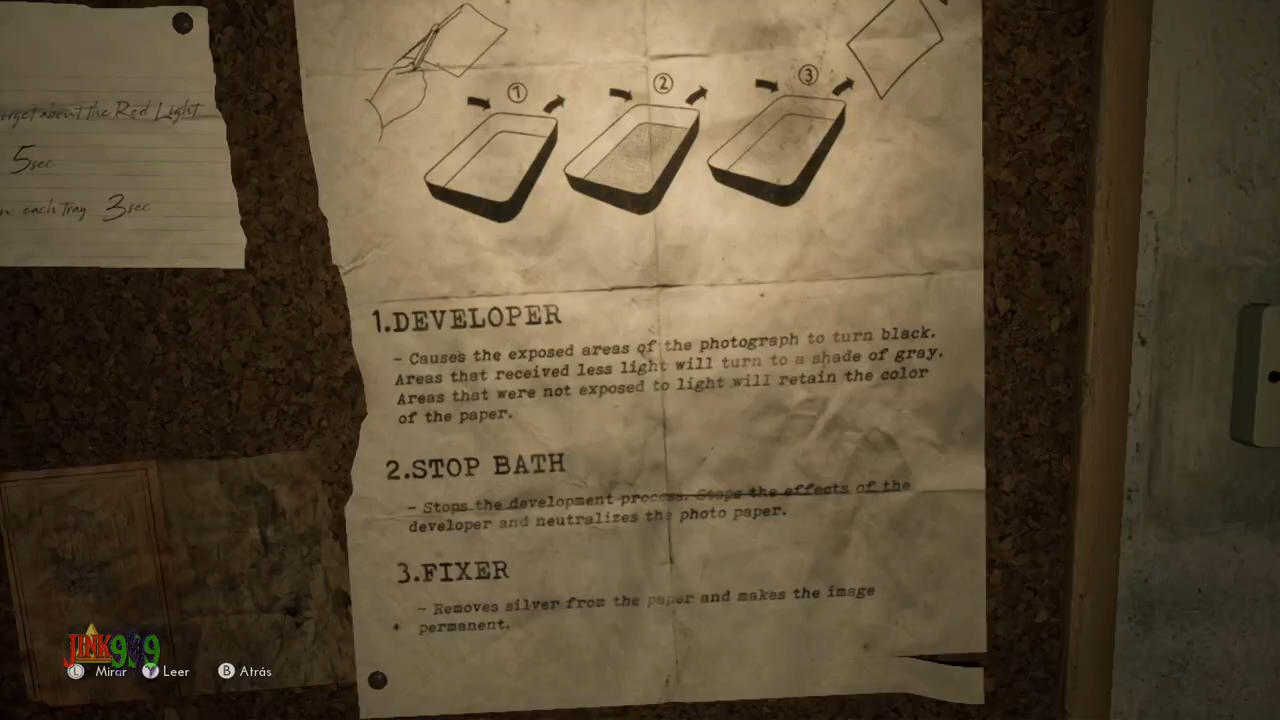 about the Red Light
5sec
each tray 3sec
1
2
3
1.DEVELOPER
- Causes the exposed areas of the photograph to turn black.
Areas that received less light will turn to a shade of gray.
Areas that were not exposed to light will retain the color
of the paper.
2.STOP BATH
- Stops the development process. Stops the effects of the
developer and neutralizes the photo paper.
3.FIXER
- Removes silver from the paper and makes the image
* permanent.
JINK999
L Mirar Y Leer B Atrás